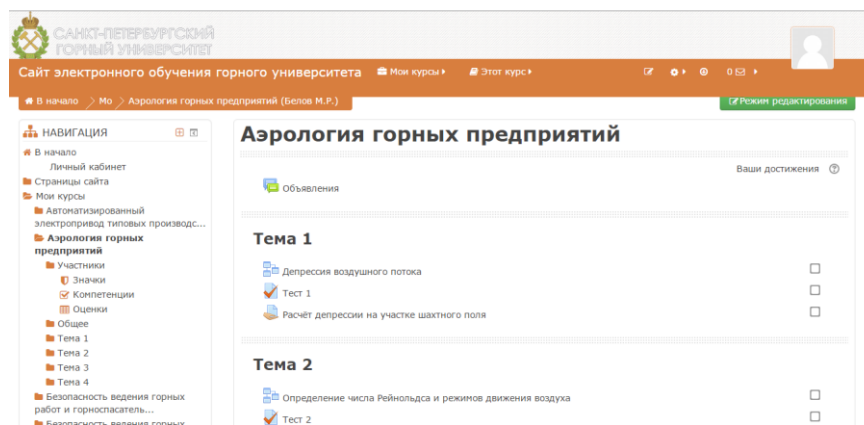 САНКТ-ПЕТЕРБУРГСКИЙ
ГОРНЫЙ УНИВЕРСИТЕТ
Сайт электронного обучения горного университета Мои курсы Этот курс 0
В начало Мо Аэрология горных предприятий (Белов М.Р.) Режим редактирования
НАВИГАЦИЯ
В начало
Личный кабинет
Страницы сайта
Мои курсы
Автоматизированный
электропривод типовых производс...
Аэрология горных
предприятий
Участники
Значки
Компетенции
Оценки
Общее
Тема 1
Тема 2
Тема 3
Тема 4
Безопасность ведения горных
работ и горноспасатель...
Безопасность ведения горных
Аэрология горных предприятий
Ваши достижения
Объявления
Тема 1
Депрессия воздушного потока
Тест 1
Расчёт депрессии на участке шахтного поля
Тема 2
Определение числа Рейнольдса и режимов движения воздуха
Тест 2